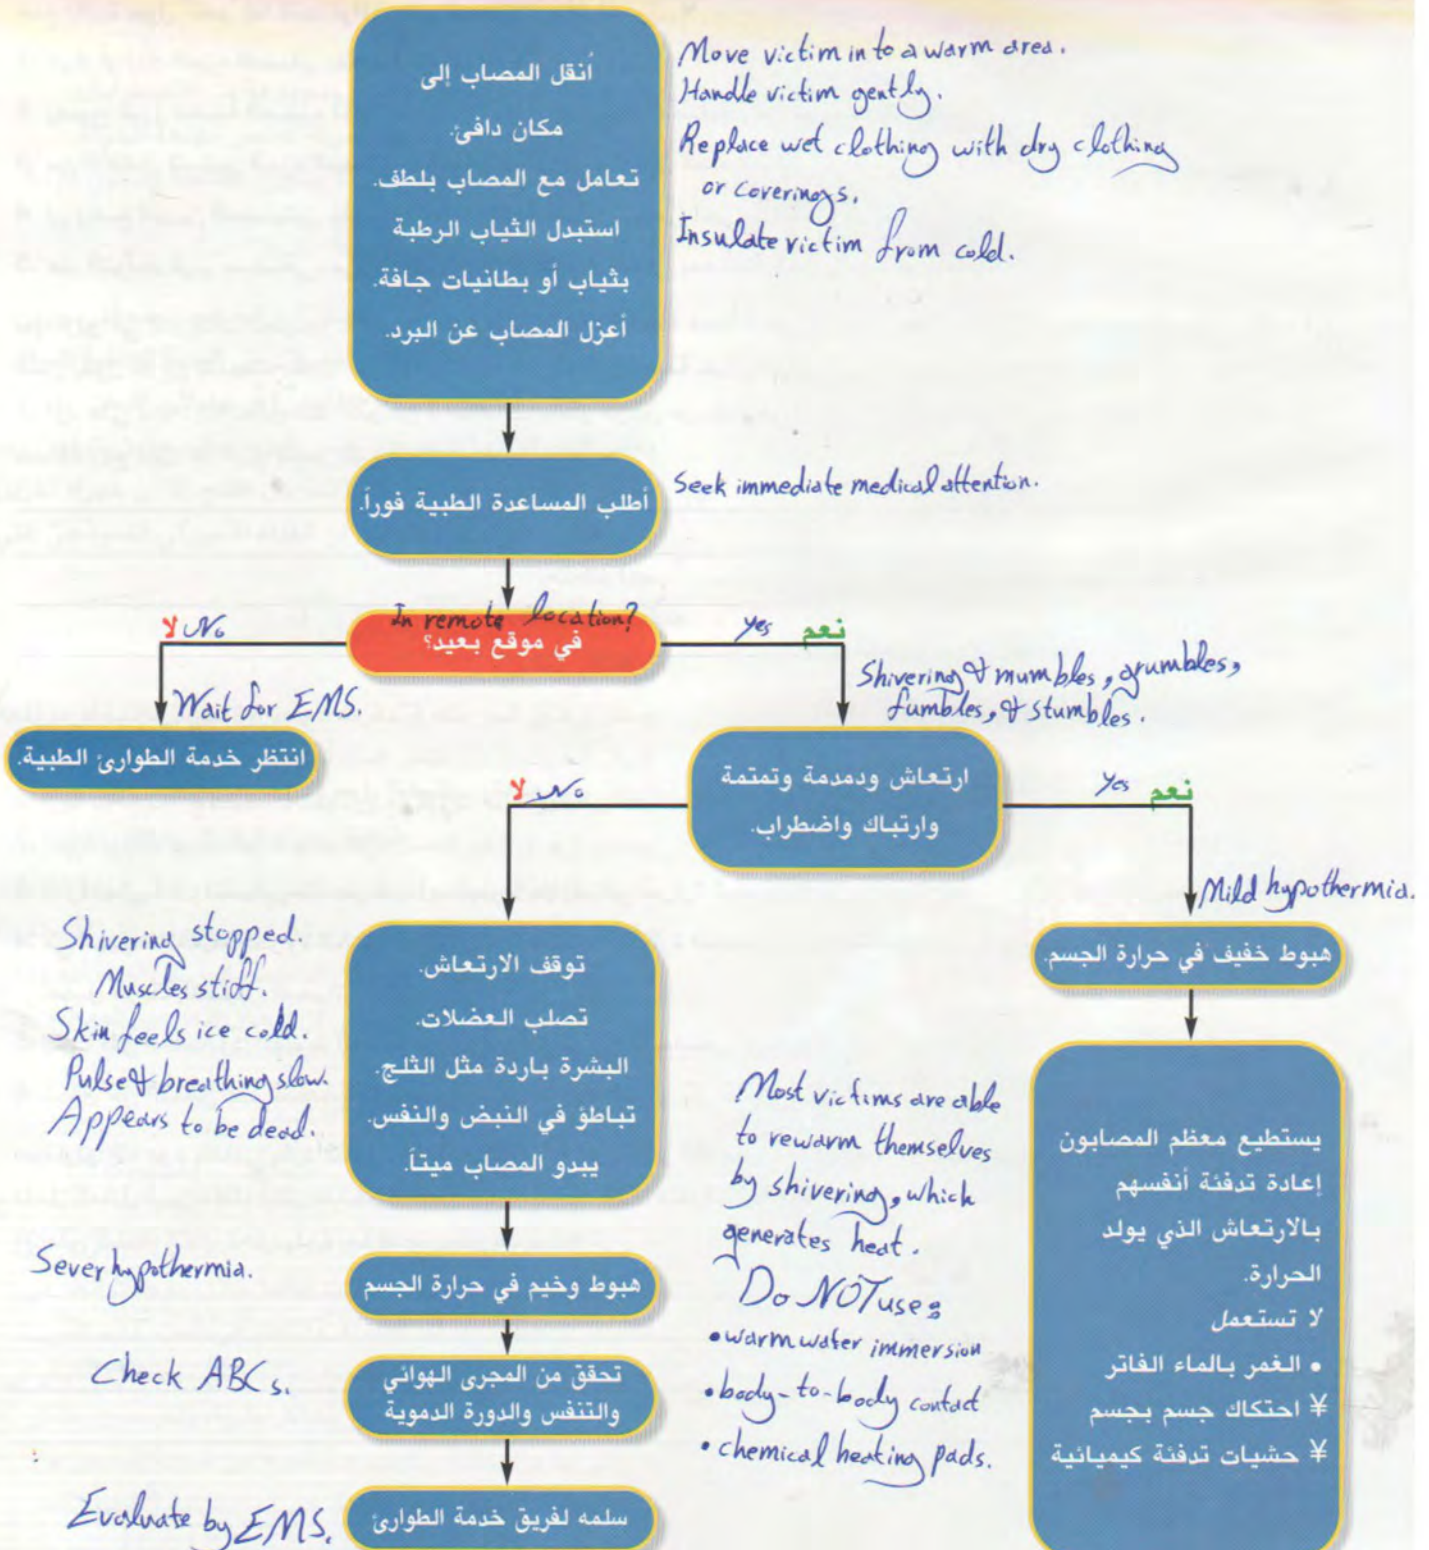 أنقل المصاب إلى
مكان دافئ.
تعامل مع المصاب بلطف.
استبدل الثياب الرطبة
بثياب أو بطانيات جافة.
أعزل المصاب عن البرد.
Move victim in to a warm area.
Handle victim gently.
Replace wet clothing with dry clothing
or coverings.
Insulate victim from cold.
أطلب المساعدة الطبية فوراً.
Seek immediate medical attention.
In remote location?
في موقع بعيد؟
لا No
Yes نعم
Wait for EMS.
انتظر خدمة الطوارئ الطبية.
Shivering & mumbles, grumbles,
fumbles, & stumbles.
ارتعاش ودمدمة وتمتمة
وارتباك واضطراب.
لا No
Yes نعم
Mild hypothermia.
هبوط خفيف في حرارة الجسم.
Shivering stopped.
Muscles stiff.
Skin feels ice cold.
Pulse & breathing slow.
Appears to be dead.
توقف الارتعاش.
تصلب العضلات.
البشرة باردة مثل الثلج.
تباطؤ في النبض والنفس.
يبدو المصاب ميتاً.
Most victims are able
to rewarm themselves
by shivering, which
generates heat.
Do NOT use:
• warm water immersion
• body-to-body contact
• chemical heating pads.
يستطيع معظم المصابون
إعادة تدفئة أنفسهم
بالارتعاش الذي يولد
الحرارة.
لا تستعمل
• الغمر بالماء الفاتر
¥ احتكاك جسم بجسم
¥ حشيات تدفئة كيميائية
Sever hypothermia.
هبوط وخيم في حرارة الجسم
Check ABCs.
تحقق من المجرى الهوائي
والتنفس والدورة الدموية
Evaluate by EMS.
سلمه لفريق خدمة الطوارئ